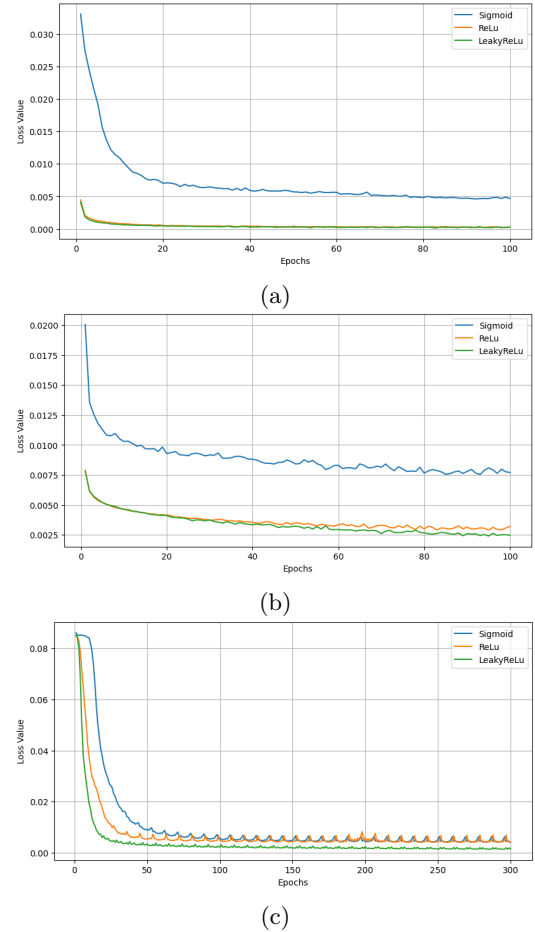 Sigmoid
ReLu
LeakyReLu
0.030
0.025
0.020
0.015
0.010
0.005
0.000
Loss Value
0 20 40 60 80 100
Epochs
(a)
Sigmoid
ReLu
LeakyReLu
0.0200
0.0175
0.0150
0.0125
0.0100
0.0075
0.0050
0.0025
Loss Value
0 20 40 60 80 100
Epochs
(b)
Sigmoid
ReLu
LeakyReLu
0.08
0.06
0.04
0.02
0.00
Loss Value
0 50 100 150 200 250 300
Epochs
(c)